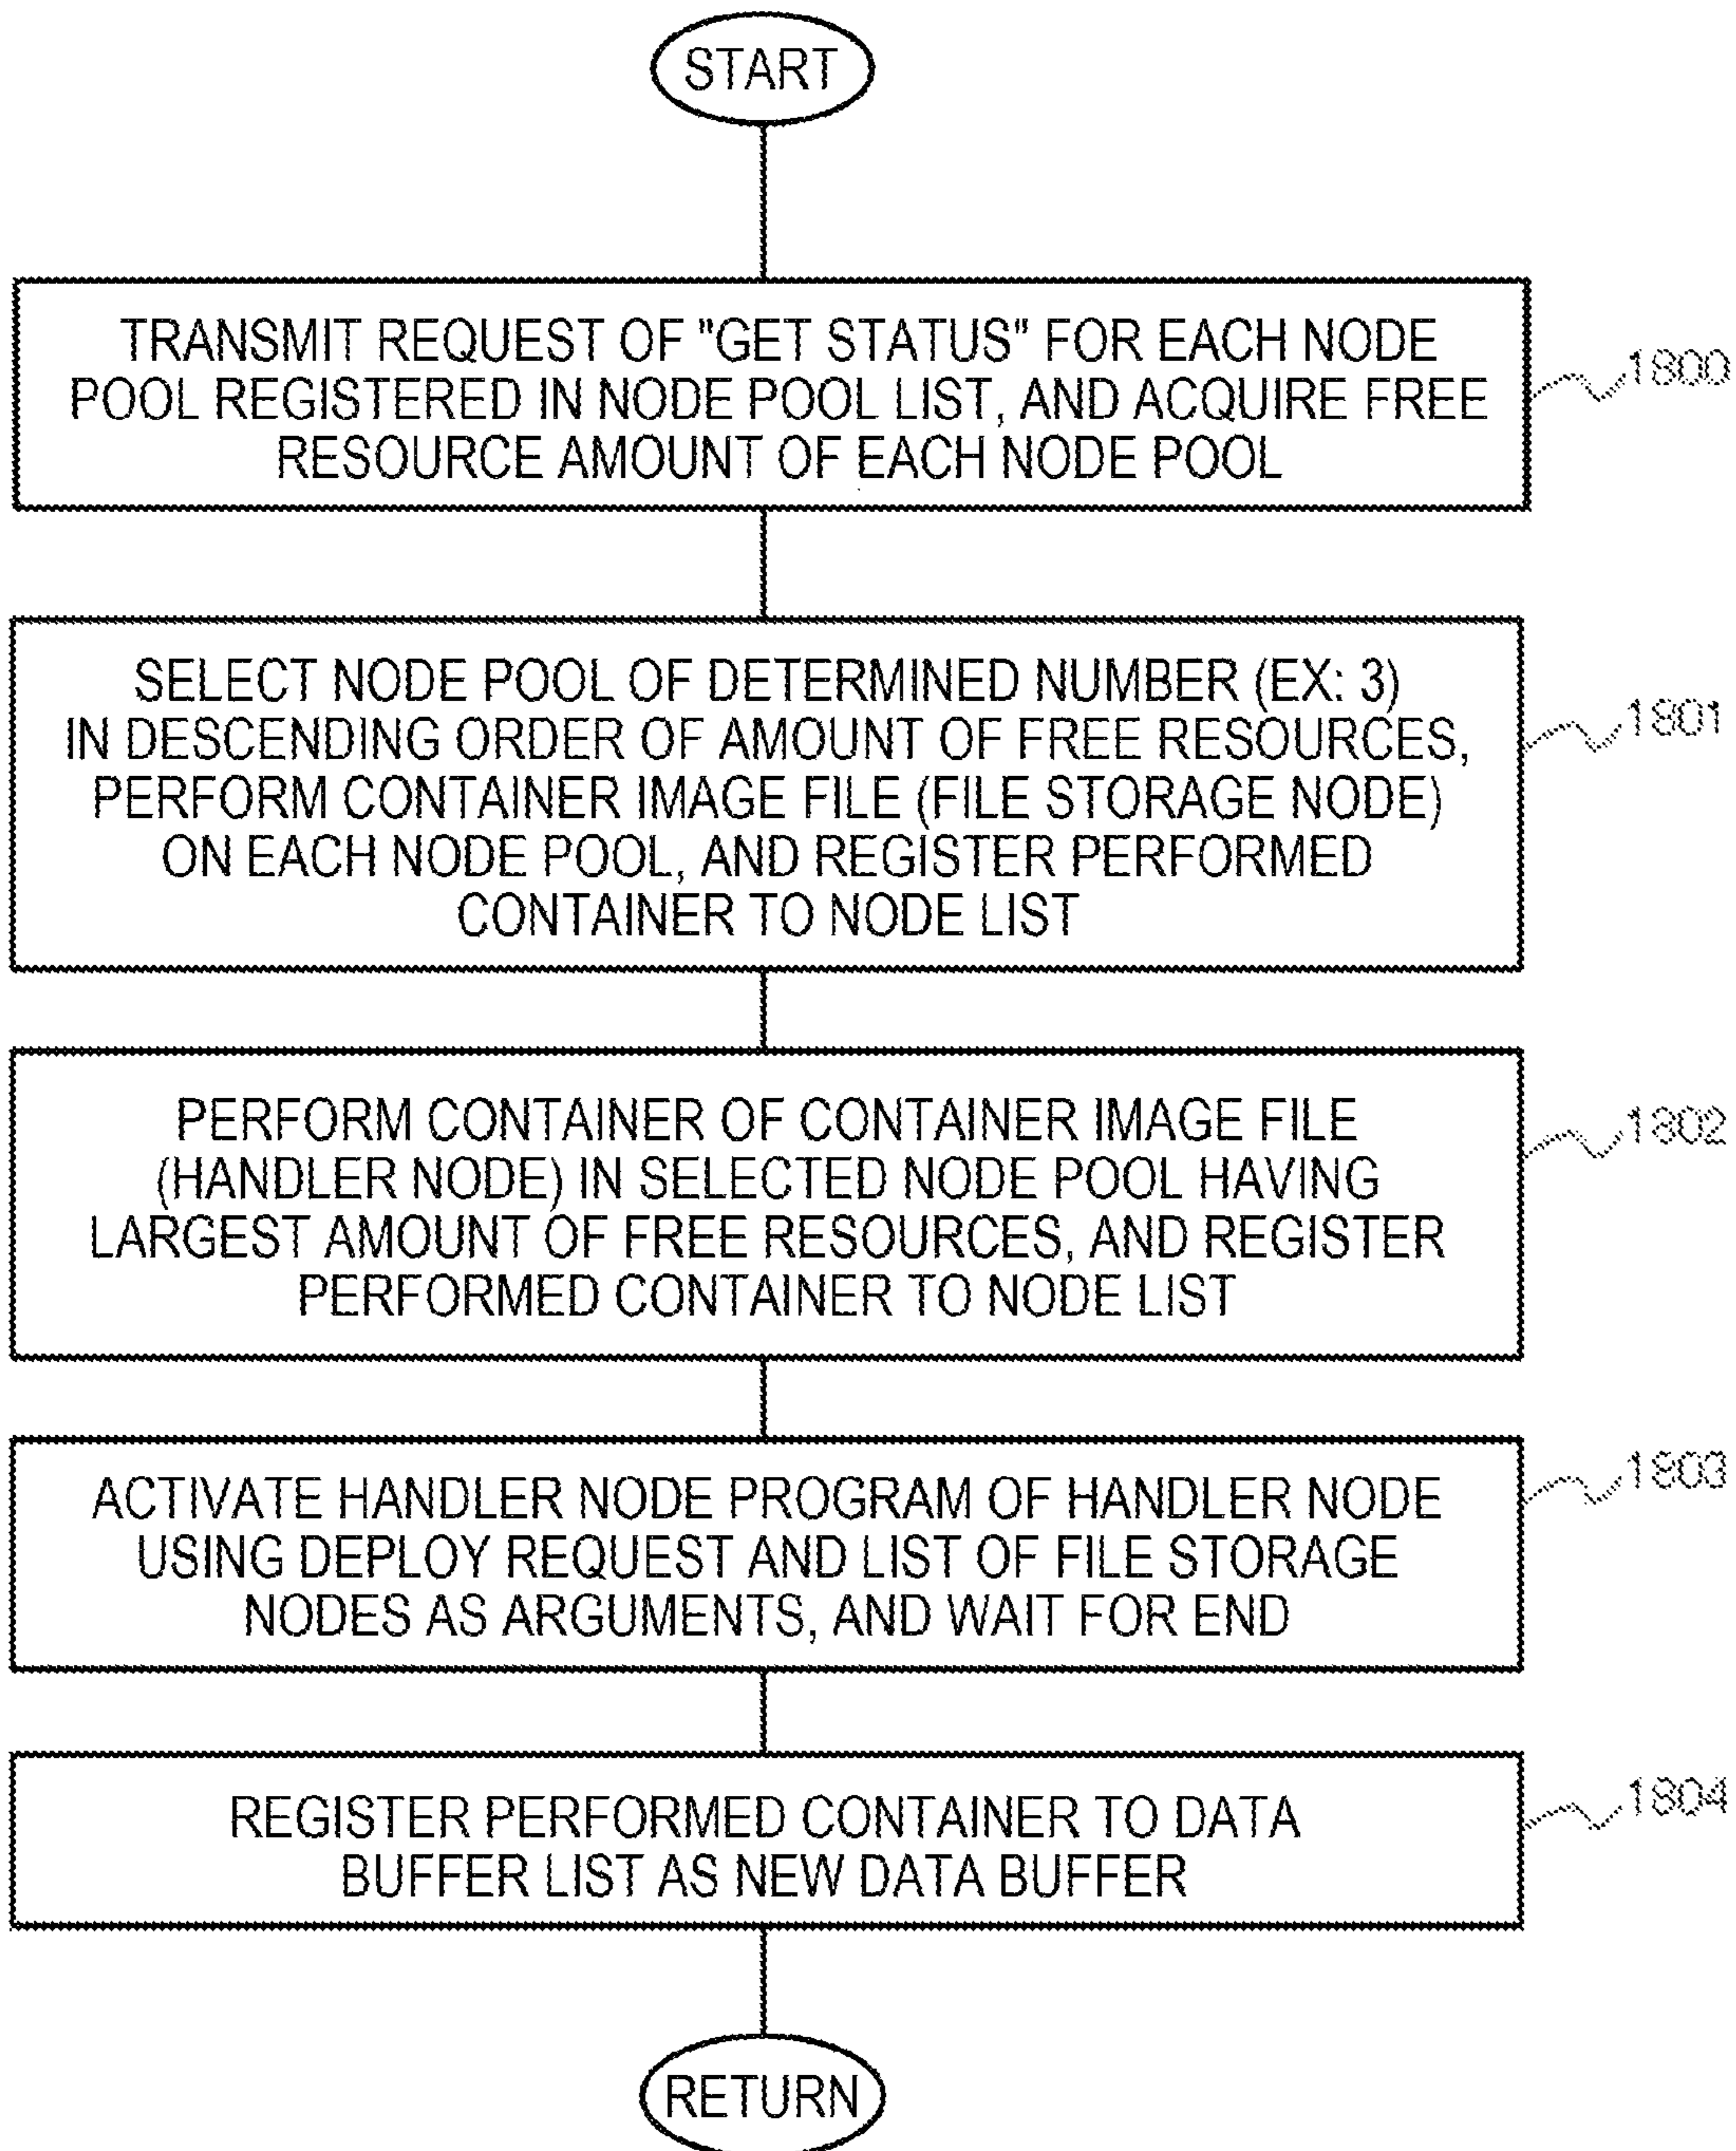 START
TRANSMIT REQUEST OF "GET STATUS" FOR EACH NODE
POOL REGISTERED IN NODE POOL LIST, AND ACQUIRE FREE
RESOURCE AMOUNT OF EACH NODE POOL
1800
SELECT NODE POOL OF DETERMINED NUMBER (EX: 3)
IN DESCENDING ORDER OF AMOUNT OF FREE RESOURCES,
PERFORM CONTAINER IMAGE FILE (FILE STORAGE NODE)
ON EACH NODE POOL, AND REGISTER PERFORMED
CONTAINER TO NODE LIST
1801
PERFORM CONTAINER OF CONTAINER IMAGE FILE
(HANDLER NODE) IN SELECTED NODE POOL HAVING
LARGEST AMOUNT OF FREE RESOURCES, AND REGISTER
PERFORMED CONTAINER TO NODE LIST
1802
ACTIVATE HANDLER NODE PROGRAM OF HANDLER NODE
USING DEPLOY REQUEST AND LIST OF FILE STORAGE
NODES AS ARGUMENTS, AND WAIT FOR END
1803
REGISTER PERFORMED CONTAINER TO DATA
BUFFER LIST AS NEW DATA BUFFER
1804
RETURN